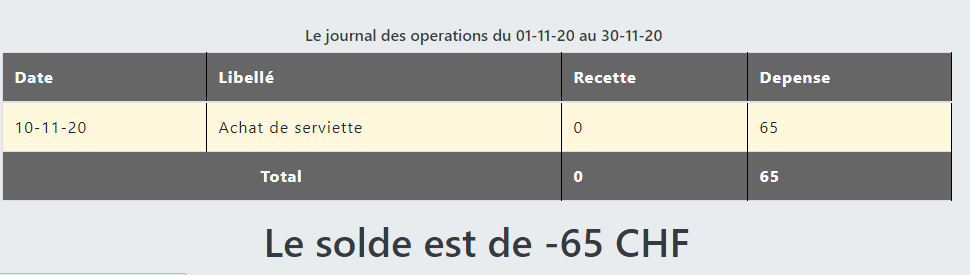 Le journal des operations du 01-11-20 au 30-11-20
Date Libellé Recette Depense
10-11-20 Achat de serviette 0 65
Total 0 65
Le solde est de -65 CHF